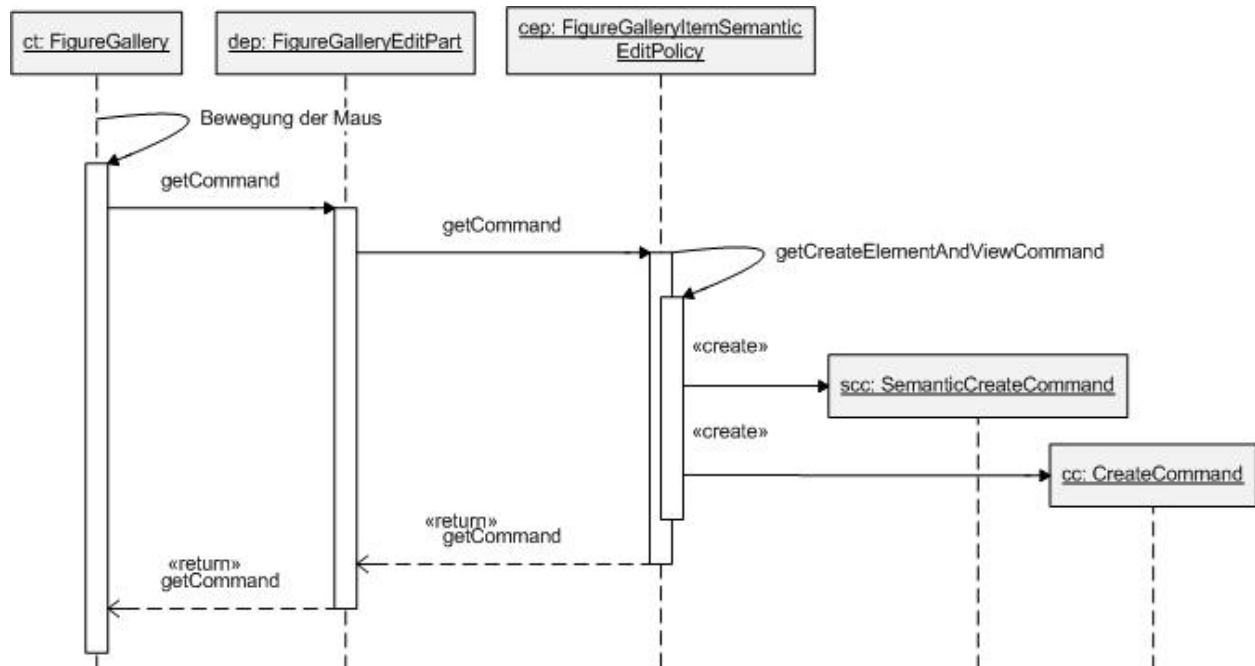 ct: FigureGallery
dep: FigureGalleryEditPart
cep: FigureGalleryItemSemantic
EditPolicy
Bewegung der Maus
getCommand
getCommand
getCreateElementAndViewCommand
«create»
scc: SemanticCreateCommand
«create»
cc: CreateCommand
«return»
getCommand
«return»
getCommand